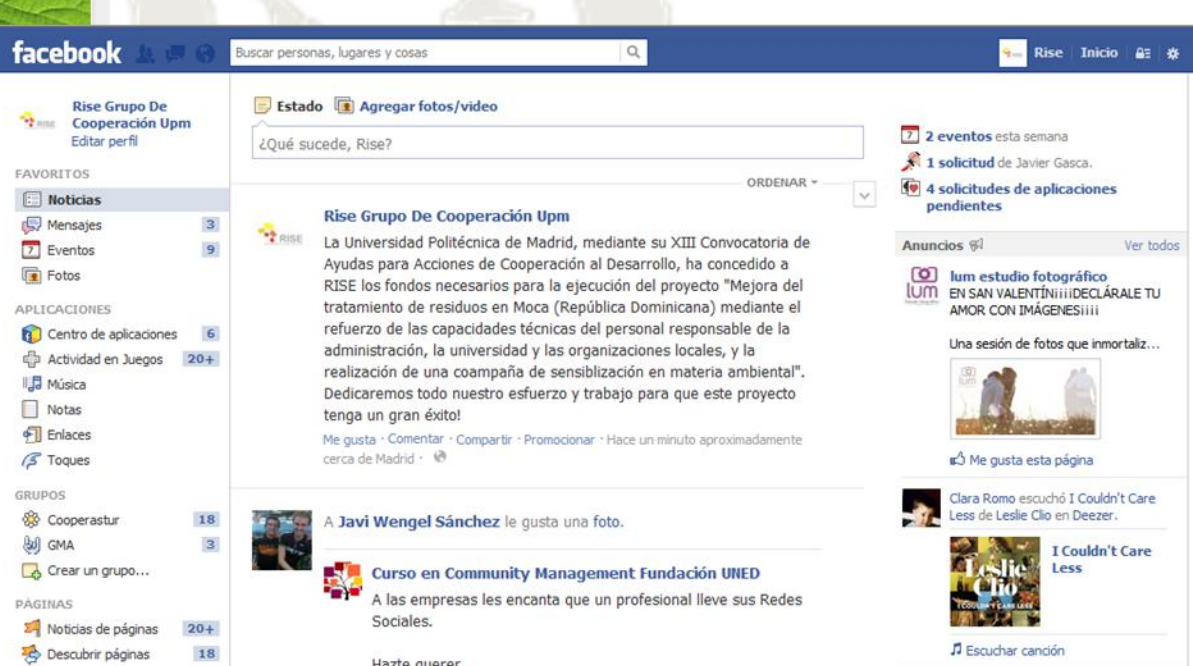 facebook
Buscar personas, lugares y cosas
Rise Inicio
Rise Grupo De
Cooperación Upm
Editar perfil
FAVORITOS
Noticias
Mensajes 3
Eventos 9
Fotos
APLICACIONES
Centro de aplicaciones 6
Actividad en Juegos 20+
Música
Notas
Enlaces
Toques
GRUPOS
Cooperastur 18
GMA 3
Crear un grupo...
PÁGINAS
Noticias de páginas 20+
Descubrir páginas 18
Estado Agregar fotos/video
¿Qué sucede, Rise?
ORDENAR
RISE
Rise Grupo De Cooperación Upm
La Universidad Politécnica de Madrid, mediante su XIII Convocatoria de
Ayudas para Acciones de Cooperación al Desarrollo, ha concedido a
RISE los fondos necesarios para la ejecución del proyecto "Mejora del
tratamiento de residuos en Moca (República Dominicana) mediante el
refuerzo de las capacidades técnicas del personal responsable de la
administración, la universidad y las organizaciones locales, y la
realización de una coampaña de sensiblización en materia ambiental".
Dedicaremos todo nuestro esfuerzo y trabajo para que este proyecto
tenga un gran éxito!
Me gusta · Comentar · Compartir · Promocionar · Hace un minuto aproximadamente
cerca de Madrid ·
A Javi Wengel Sánchez le gusta una foto.
Curso en Community Management Fundación UNED
A las empresas les encanta que un profesional lleve sus Redes
Sociales.
Hazte querer
2 eventos esta semana
1 solicitud de Javier Gasca.
4 solicitudes de aplicaciones
pendientes
Anuncios Ver todos
lum
lum estudio fotográfico
EN SAN VALENTÍN¡¡¡¡DECLÁRALE TU
AMOR CON IMÁGENES¡¡¡¡
Una sesión de fotos que inmortaliz...
lum
Me gusta esta página
Clara Romo escuchó I Couldn't Care
Less de Leslie Clio en Deezer.
Leslie
Clio
I COULDN'T CARE LESS
I Couldn't Care
Less
Escuchar canción